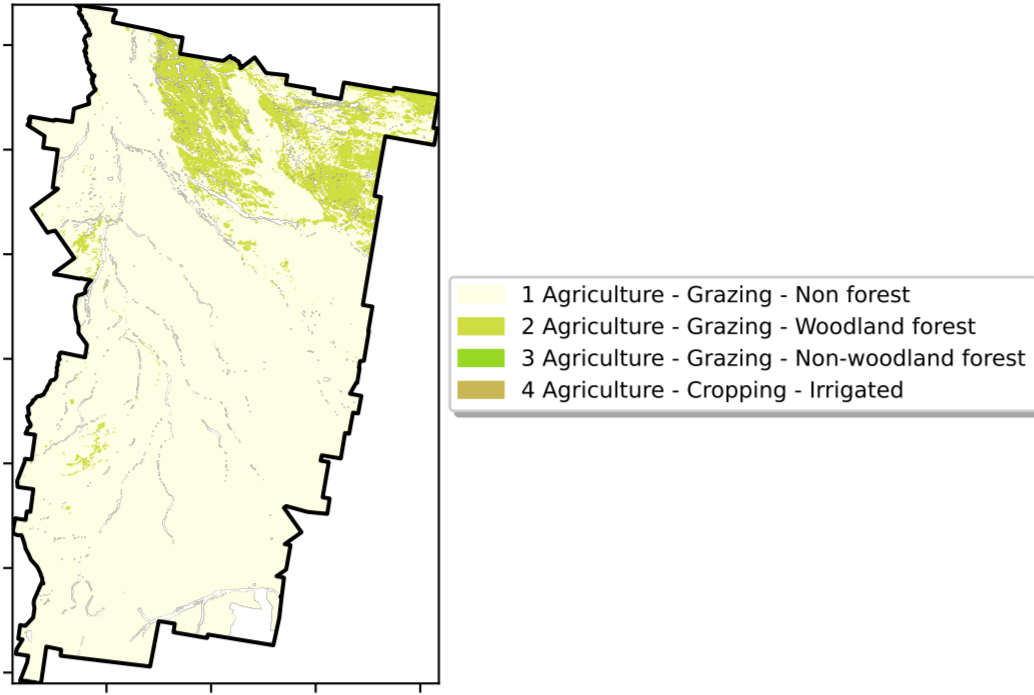 1 Agriculture - Grazing - Non forest
2 Agriculture - Grazing - Woodland forest
3 Agriculture - Grazing - Non-woodland forest
4 Agriculture - Cropping - Irrigated